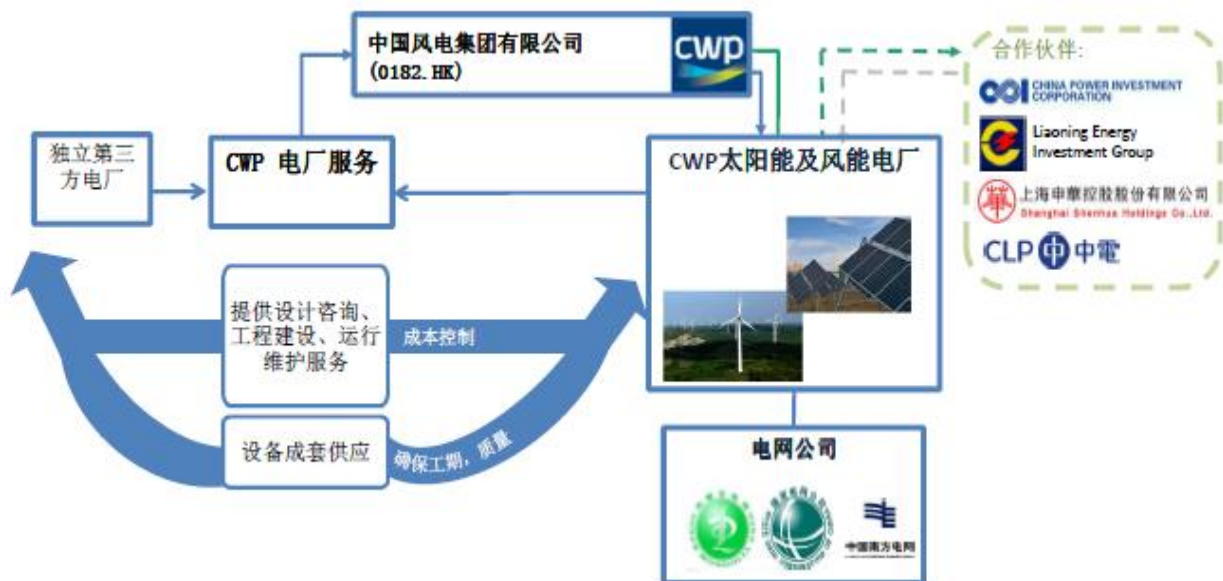 中国风电集团有限公司
(0182.HK)
cwp
合作伙伴:
CHINA POWER INVESTMENT
CORPORATION
Liaoning Energy
Investment Group
上海申華控股股份有限公司
Shanghai Shenhua Holdings Co.,Ltd.
CLP 中電
独立第三
方电厂
CWP 电厂服务
CWP太阳能及风能电厂
提供设计咨询、
工程建设、运行
维护服务
成本控制
设备成套供应
确保工期，质量
电网公司
中国南方电网